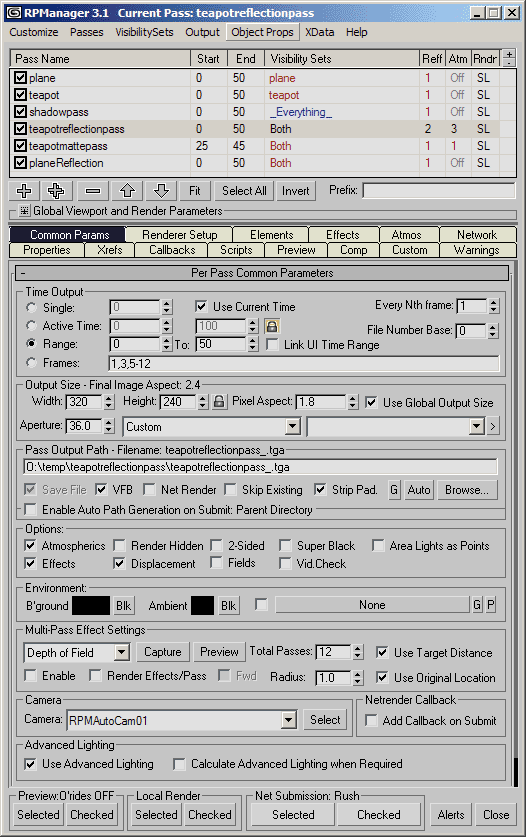 RPManager 3.1 Current Pass: teapotreflectionpass
Customize Passes VisibilitySets Output Object Props XData Help
Pass Name Start End Visibility Sets Reff Atm Rndr + -
plane 0 50 plane 1 Off SL
teapot 0 50 teapot 1 Off SL
shadowpass 0 50 _Everything_ 1 Off SL
teapotreflectionpass 0 50 Both 2 3 SL
teapotmattepass 25 45 Both 1 1 SL
planeReflection 0 50 Both 1 Off SL
Fit Select All Invert Prefix:
Global Viewport and Render Parameters
Common Params Renderer Setup Elements Effects Atmos Network
Properties Xrefs Callbacks Scripts Preview Comp Custom Warnings
- Per Pass Common Parameters
Time Output
Single: 0 Use Current Time Every Nth frame: 1
Active Time: 0 100 File Number Base: 0
Range: 0 To: 50 Link UI Time Range
Frames: 1,3,5-12
Output Size - Final Image Aspect: 2.4
Width: 320 Height: 240 Pixel Aspect: 1.8 Use Global Output Size
Aperture: 36.0 Custom >
Pass Output Path - Filename: teapotreflectionpass_.tga
O:\temp\teapotreflectionpass\teapotreflectionpass_.tga
Save File VFB Net Render Skip Existing Strip Pad. G Auto Browse...
Enable Auto Path Generation on Submit: Parent Directory
Options:
Atmospherics Render Hidden 2-Sided Super Black Area Lights as Points
Effects Displacement Fields Vid.Check
Environment:
B'ground Blk Ambient Blk None G P
Multi-Pass Effect Settings
Depth of Field Capture Preview Total Passes: 12 Use Target Distance
Enable Render Effects/Pass Fwd Radius: 1.0 Use Original Location
Camera Netrender Callback
Camera: RPMAutoCam01 Select Add Callback on Submit
Advanced Lighting
Use Advanced Lighting Calculate Advanced Lighting when Required
Preview:O'rides OFF Local Render Net Submission: Rush
Selected Checked Selected Checked Selected Checked Alerts Close